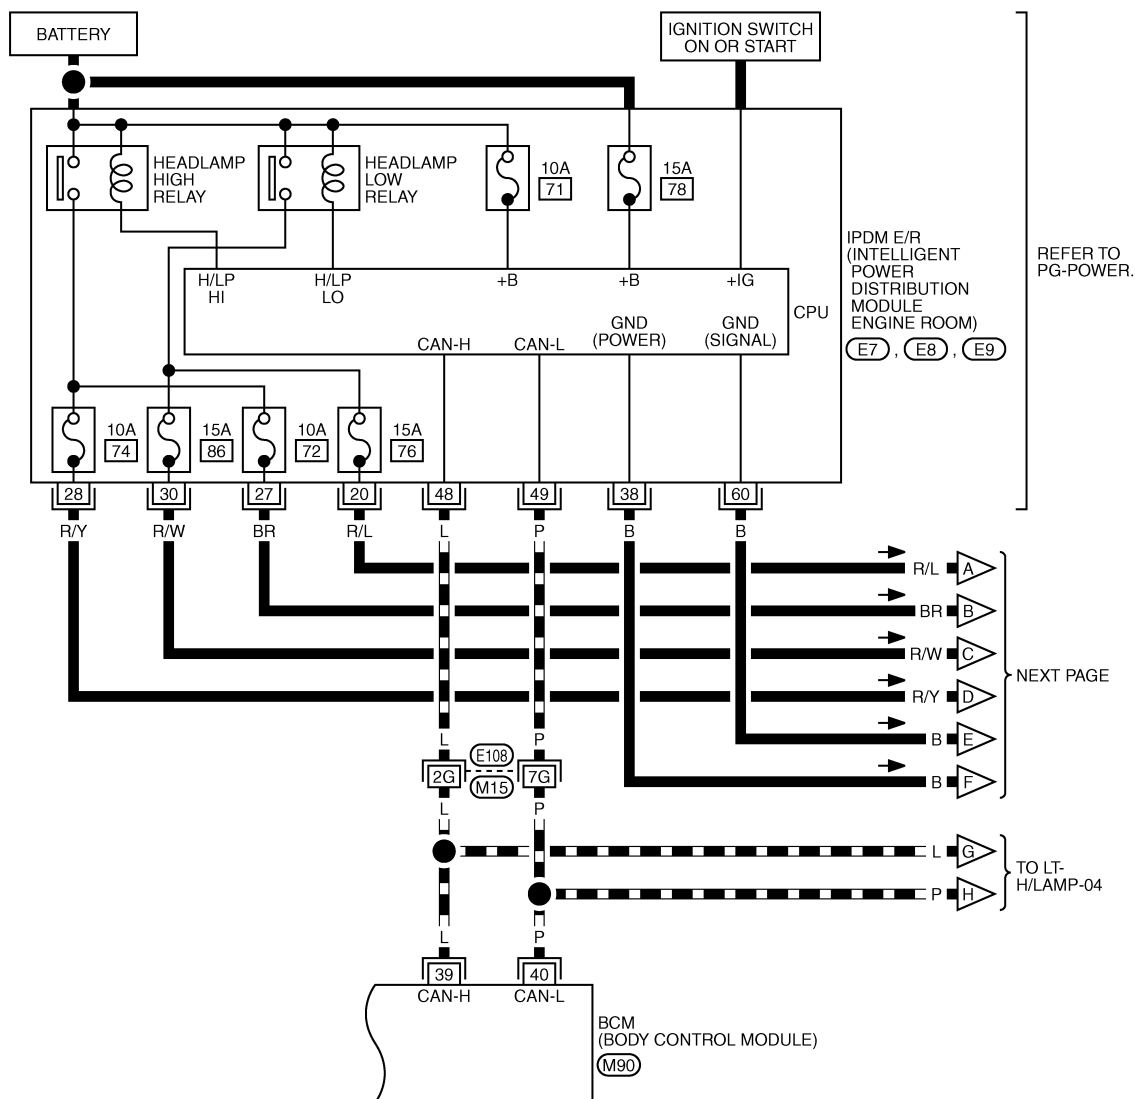 BATTERY
IGNITION SWITCH
ON OR START
HEADLAMP
HIGH
RELAY
HEADLAMP
LOW
RELAY
10A
71
15A
78
IPDM E/R
(INTELLIGENT
POWER
DISTRIBUTION
MODULE
ENGINE ROOM)
E7 , E8 , E9
REFER TO
PG-POWER.
H/LP
HI
H/LP
LO
+B
+B
+IG
CPU
CAN-H
CAN-L
GND
(POWER)
GND
(SIGNAL)
10A
74
15A
86
10A
72
15A
76
28
30
27
20
48
49
38
60
R/Y
R/W
BR
R/L
L
P
B
B
R/L A
BR B
R/W C
R/Y D
B E
B F
NEXT PAGE
L
P
2G
E108
M15
7G
L
P
L G
P H
TO LT-
H/LAMP-04
L
P
39
40
CAN-H
CAN-L
BCM
(BODY CONTROL MODULE)
M90